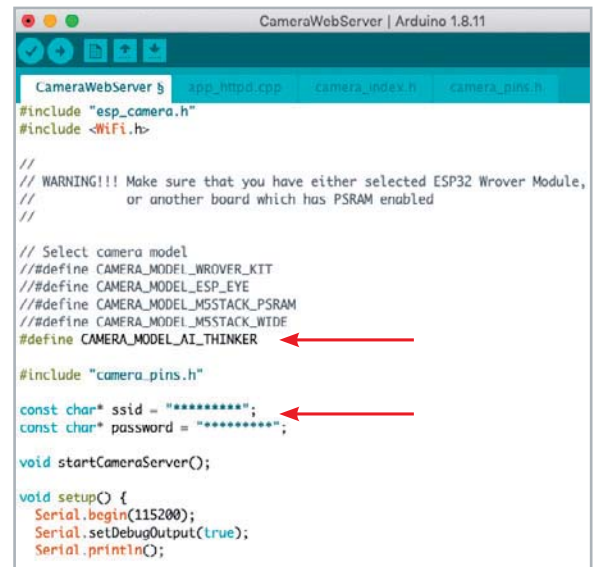 CameraWebServer | Arduino 1.8.11
CameraWebServer § app_httpd.cpp camera_index.h camera_pins.h
#include "esp_camera.h"
#include <WiFi.h>
//
// WARNING!!! Make sure that you have either selected ESP32 Wrover Module,
// or another board which has PSRAM enabled
//
// Select camera model
//#define CAMERA_MODEL_WROVER_KIT
//#define CAMERA_MODEL_ESP_EYE
//#define CAMERA_MODEL_M5STACK_PSRAM
//#define CAMERA_MODEL_M5STACK_WIDE
#define CAMERA_MODEL_AI_THINKER
#include "camera_pins.h"
const char* ssid = "*********";
const char* password = "*********";
void startCameraServer();
void setup() {
Serial.begin(115200);
Serial.setDebugOutput(true);
Serial.println();